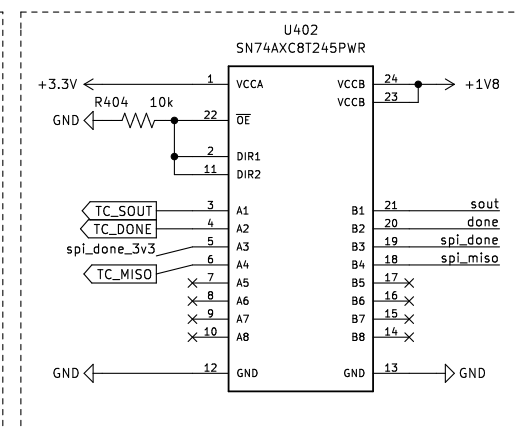 U402
SN74AXC8T245PWR
+3.3V 1 VCCA VCCB 24 +1V8
VCCB 23
R404 10k
GND 22 OE
2 DIR1
11 DIR2
TC_SOUT 3 A1 B1 21 sout
TC_DONE 4 A2 B2 20 done
spi_done_3v3 5 A3 B3 19 spi_done
TC_MISO 6 A4 B4 18 spi_miso
7 A5 B5 17
8 A6 B6 16
9 A7 B7 15
10 A8 B8 14
GND 12 GND GND 13 GND